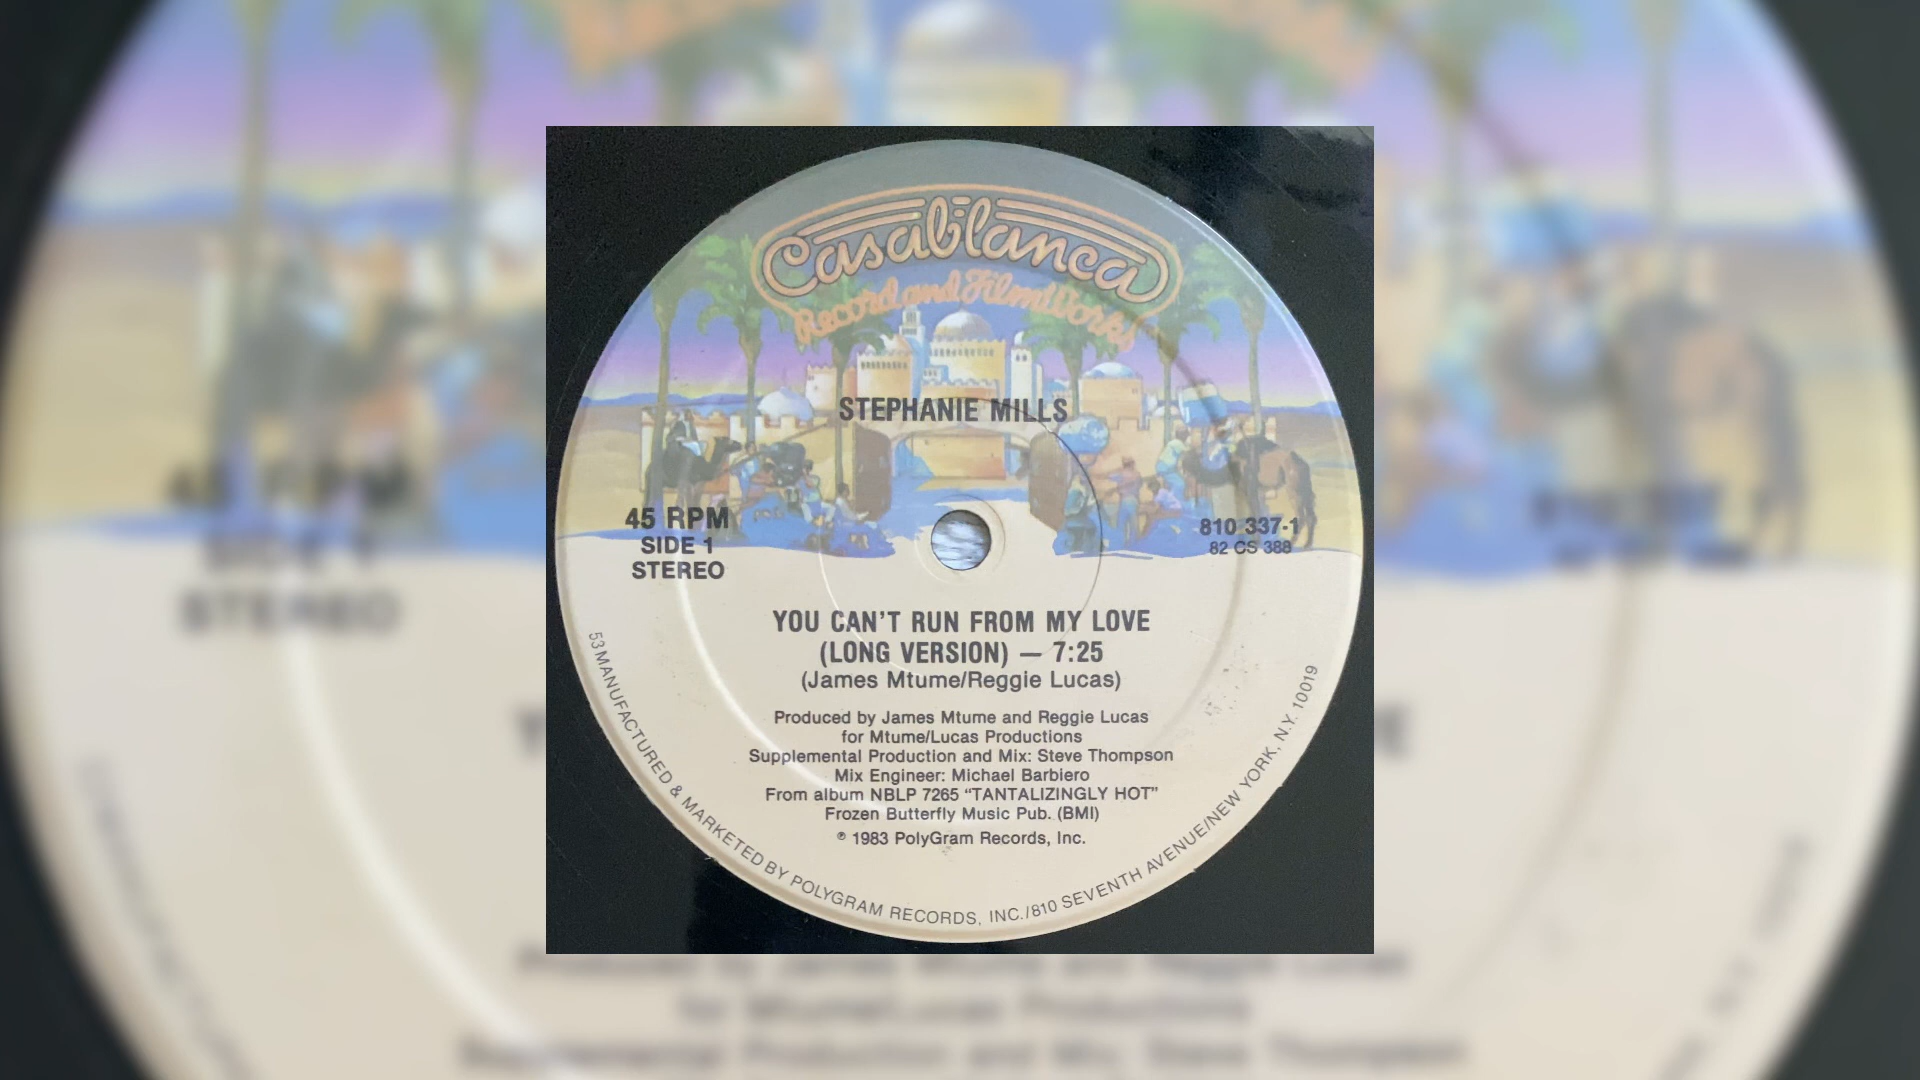 Casablanca
Record and FilmWorks
STEPHANIE MILLS
45 RPM
SIDE 1
STEREO
810 337-1
82 CS 388
YOU CAN'T RUN FROM MY LOVE
(LONG VERSION) — 7:25
(James Mtume/Reggie Lucas)
Produced by James Mtume and Reggie Lucas
for Mtume/Lucas Productions
Supplemental Production and Mix: Steve Thompson
Mix Engineer: Michael Barbiero
From album NBLP 7265 “TANTALIZINGLY HOT”
Frozen Butterfly Music Pub. (BMI)
℗ 1983 PolyGram Records, Inc.
53 MANUFACTURED & MARKETED BY POLYGRAM RECORDS, INC./810 SEVENTH AVENUE/NEW YORK, N.Y. 10019